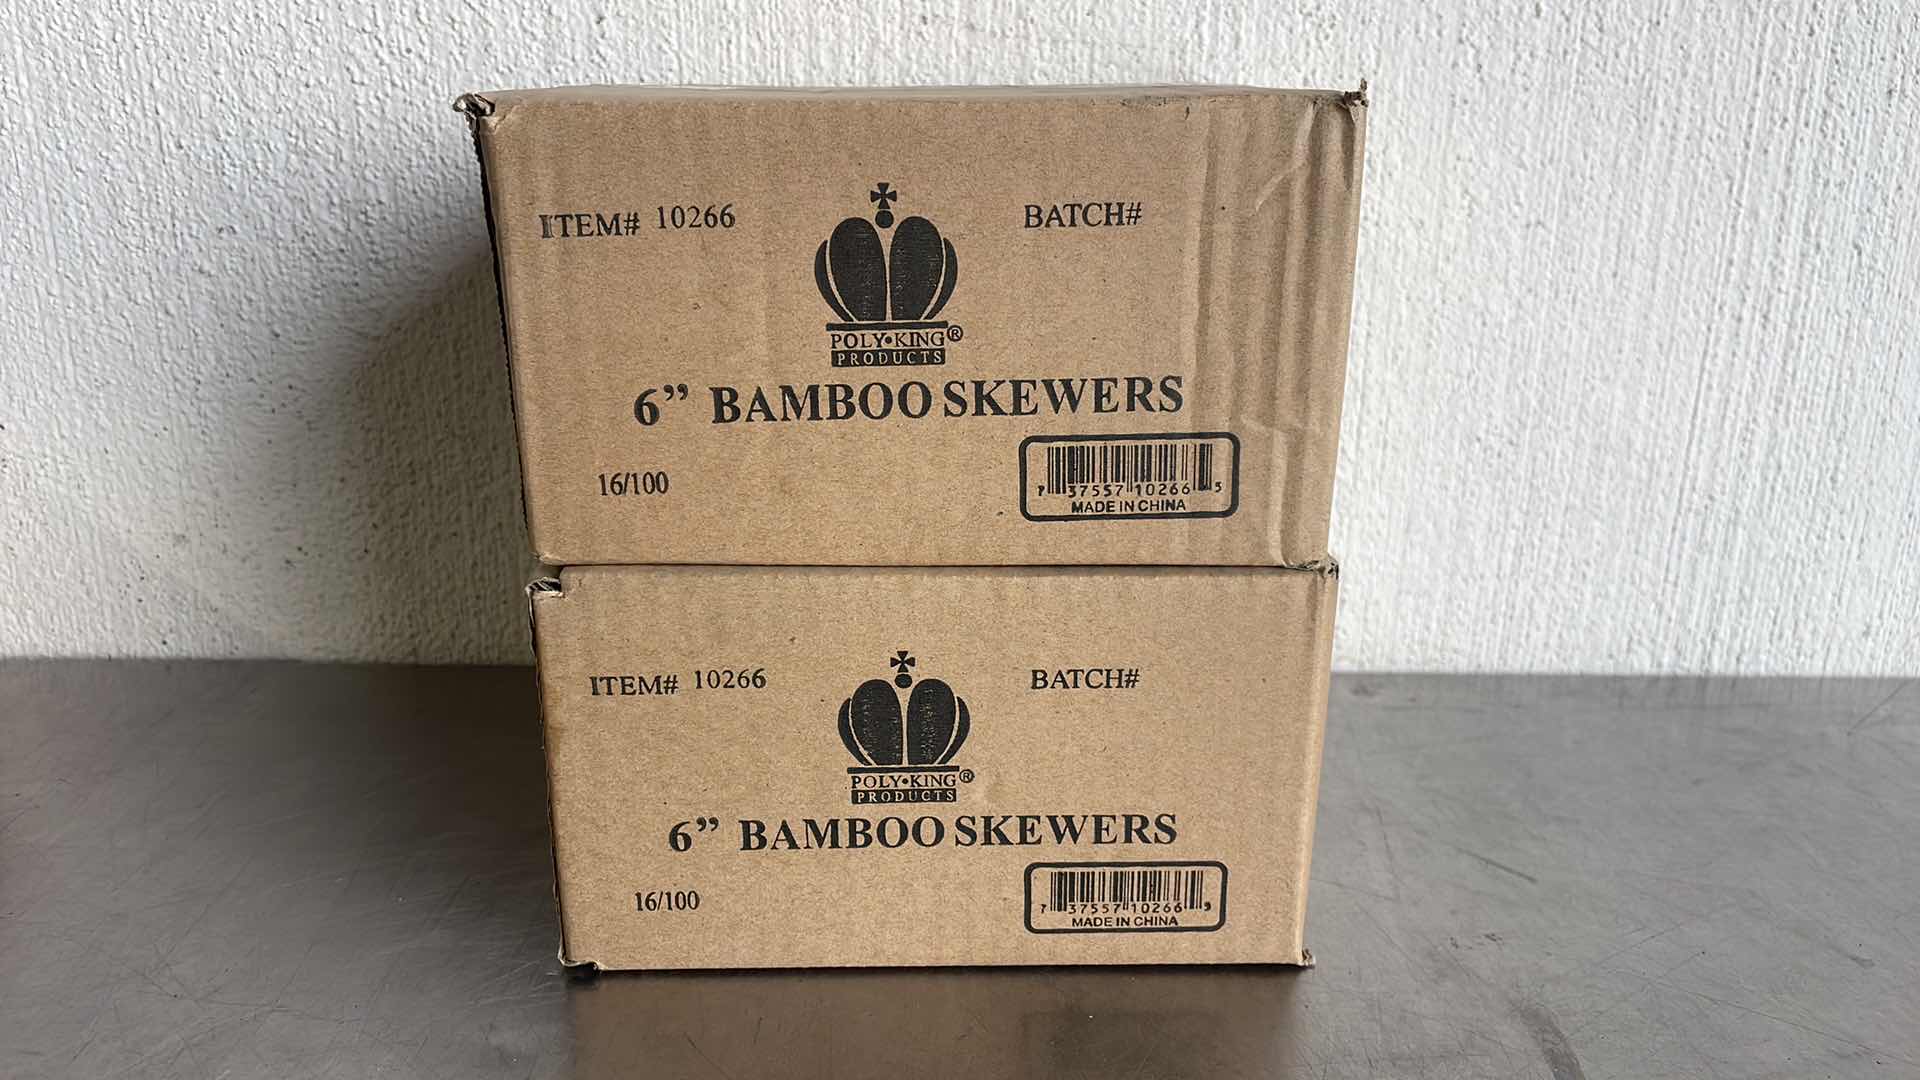 ITEM# 10266
BATCH#
POLY•KING®
PRODUCTS
6” BAMBOO SKEWERS
16/100
7 37557 10266 5
MADE IN CHINA
ITEM# 10266
BATCH#
POLY•KING®
PRODUCTS
6” BAMBOO SKEWERS
16/100
7 37557 10266
MADE IN CHINA